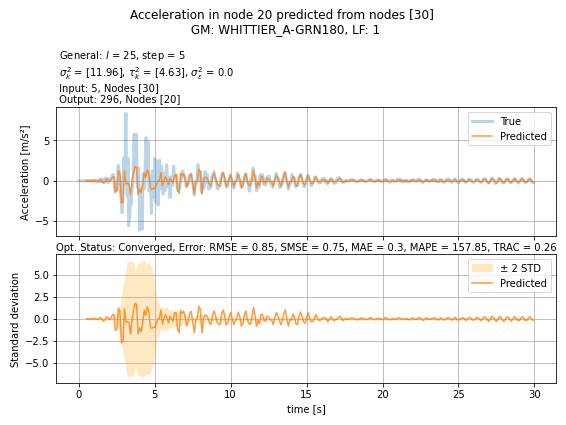 Acceleration in node 20 predicted from nodes [30]
GM: WHITTIER_A-GRN180, LF: 1
General: l = 25, step = 5
σ²ₖ = [11.96], τ²ₖ = [4.63], σ²ε = 0.0
Input: 5, Nodes [30]
Output: 296, Nodes [20]
Acceleration [m/s²]
5
0
−5
True
Predicted
Opt. Status: Converged, Error: RMSE = 0.85, SMSE = 0.75, MAE = 0.3, MAPE = 157.85, TRAC = 0.26
Standard deviation
5.0
2.5
0.0
−2.5
−5.0
± 2 STD
Predicted
0 5 10 15 20 25 30
time [s]